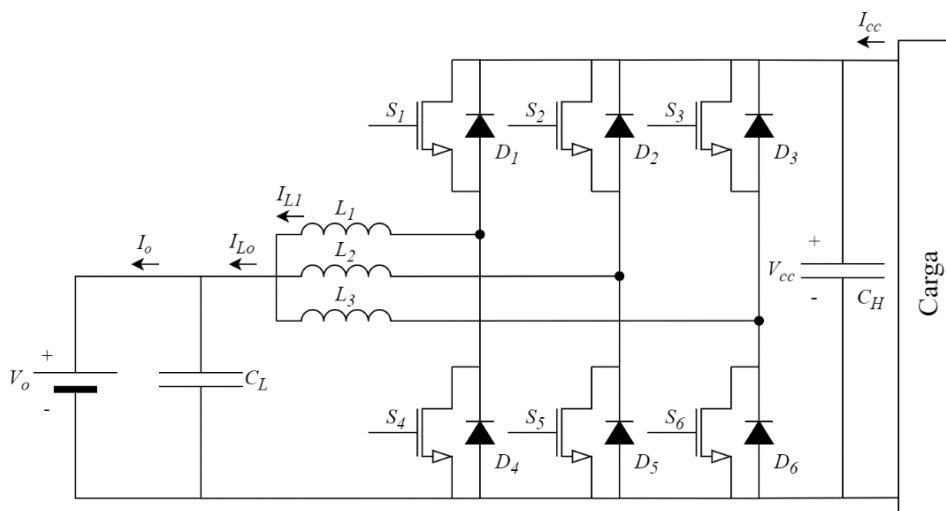 I_cc
S_1
S_2
S_3
D_1
D_2
D_3
I_L1
L_1
I_o
I_Lo
L_2
L_3
+
V_cc
-
C_H
Carga
+
V_o
-
C_L
S_4
S_5
S_6
D_4
D_5
D_6